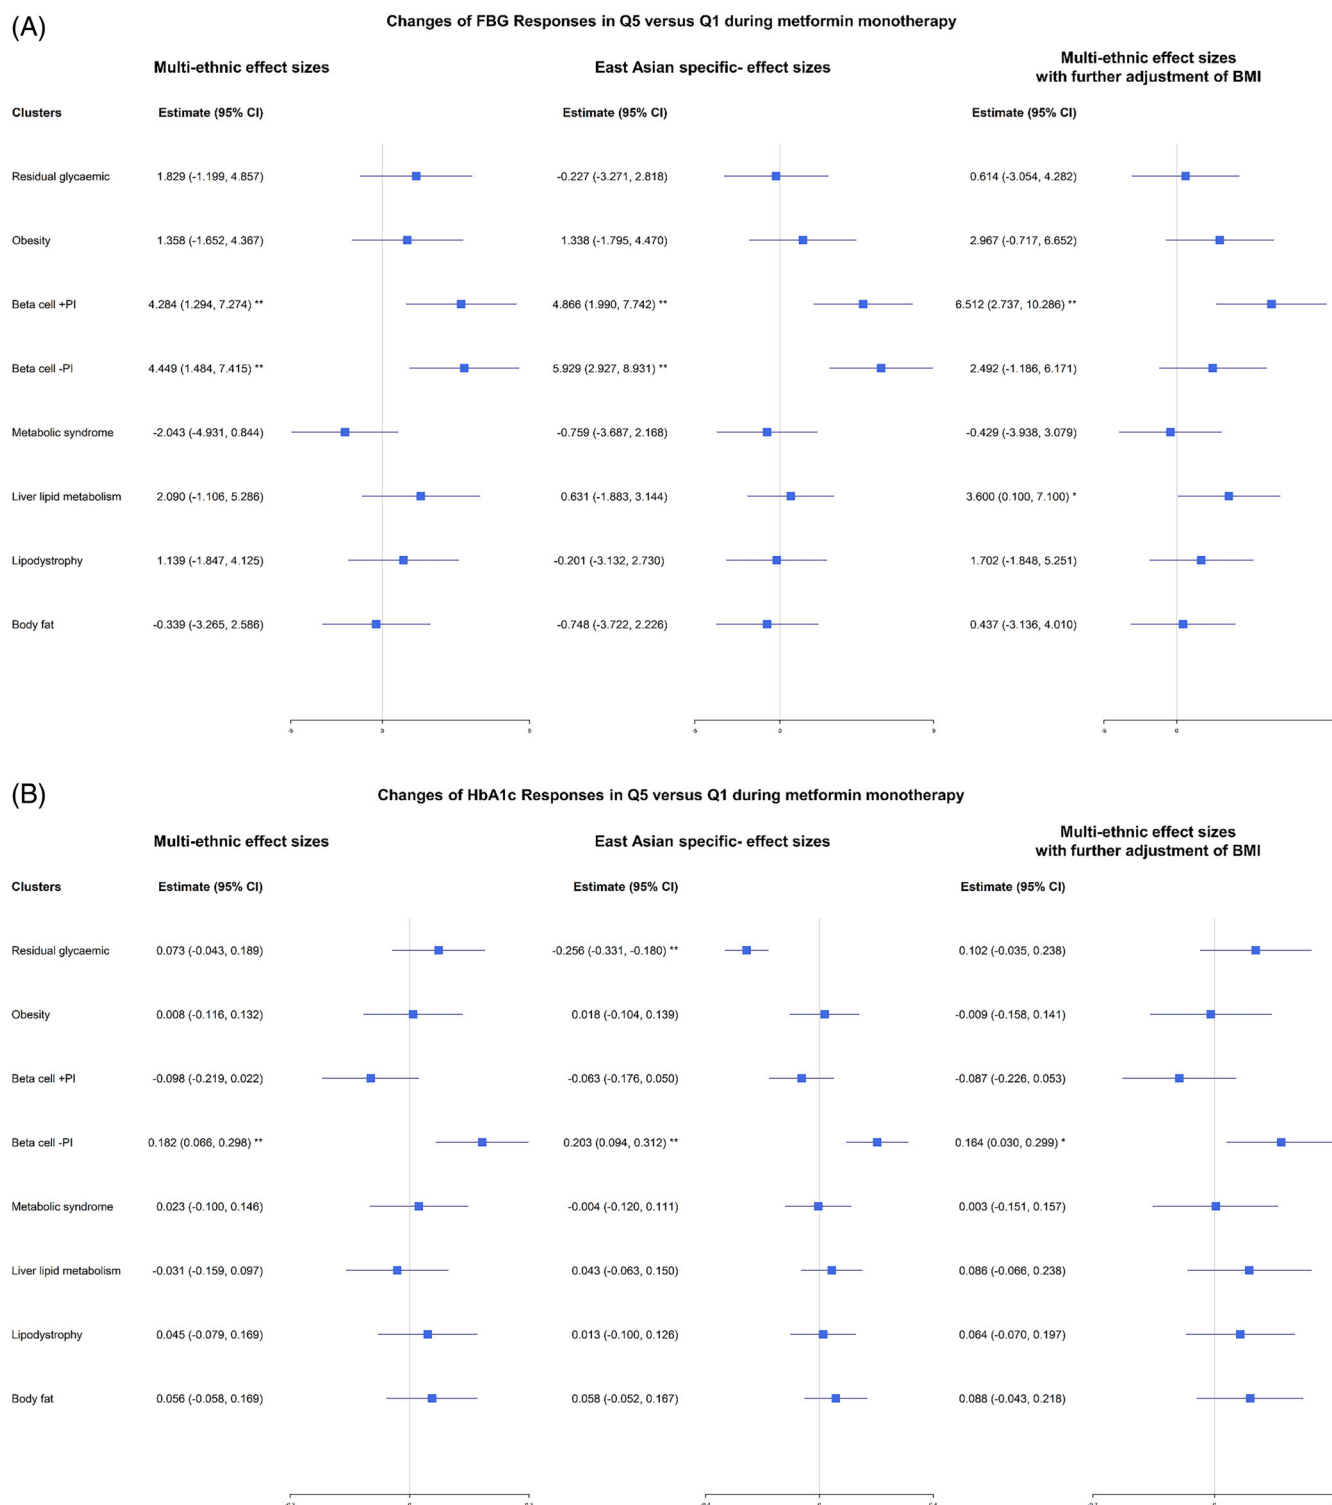 (A)
Changes of FBG Responses in Q5 versus Q1 during metformin monotherapy
Multi-ethnic effect sizes East Asian specific- effect sizes Multi-ethnic effect sizes
with further adjustment of BMI
Clusters Estimate (95% CI) Estimate (95% CI) Estimate (95% CI)
Residual glycaemic 1.829 (-1.199, 4.857) -0.227 (-3.271, 2.818) 0.614 (-3.054, 4.282)
Obesity 1.358 (-1.652, 4.367) 1.338 (-1.795, 4.470) 2.967 (-0.717, 6.652)
Beta cell +PI 4.284 (1.294, 7.274) ** 4.866 (1.990, 7.742) ** 6.512 (2.737, 10.286) **
Beta cell -PI 4.449 (1.484, 7.415) ** 5.929 (2.927, 8.931) ** 2.492 (-1.186, 6.171)
Metabolic syndrome -2.043 (-4.931, 0.844) -0.759 (-3.687, 2.168) -0.429 (-3.938, 3.079)
Liver lipid metabolism 2.090 (-1.106, 5.286) 0.631 (-1.883, 3.144) 3.600 (0.100, 7.100) *
Lipodystrophy 1.139 (-1.847, 4.125) -0.201 (-3.132, 2.730) 1.702 (-1.848, 5.251)
Body fat -0.339 (-3.265, 2.586) -0.748 (-3.722, 2.226) 0.437 (-3.136, 4.010)
-5 0 8 -5 0 9 -5 0
(B)
Changes of HbA1c Responses in Q5 versus Q1 during metformin monotherapy
Multi-ethnic effect sizes East Asian specific- effect sizes Multi-ethnic effect sizes
with further adjustment of BMI
Clusters Estimate (95% CI) Estimate (95% CI) Estimate (95% CI)
Residual glycaemic 0.073 (-0.043, 0.189) -0.256 (-0.331, -0.180) ** 0.102 (-0.035, 0.238)
Obesity 0.008 (-0.116, 0.132) 0.018 (-0.104, 0.139) -0.009 (-0.158, 0.141)
Beta cell +PI -0.098 (-0.219, 0.022) -0.063 (-0.176, 0.050) -0.087 (-0.226, 0.053)
Beta cell -PI 0.182 (0.066, 0.298) ** 0.203 (0.094, 0.312) ** 0.164 (0.030, 0.299) *
Metabolic syndrome 0.023 (-0.100, 0.146) -0.004 (-0.120, 0.111) 0.003 (-0.151, 0.157)
Liver lipid metabolism -0.031 (-0.159, 0.097) 0.043 (-0.063, 0.150) 0.086 (-0.066, 0.238)
Lipodystrophy 0.045 (-0.079, 0.169) 0.013 (-0.100, 0.126) 0.064 (-0.070, 0.197)
Body fat 0.056 (-0.058, 0.169) 0.058 (-0.052, 0.167) 0.088 (-0.043, 0.218)